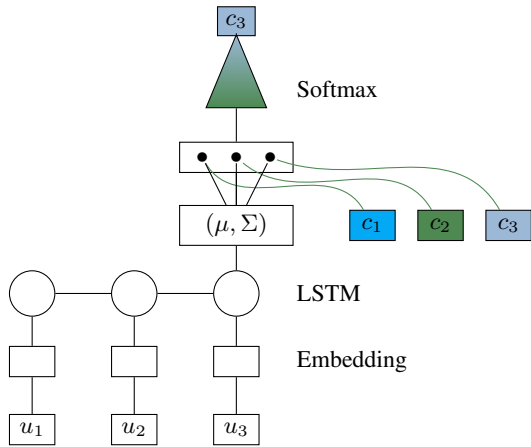 c₃
Softmax
(μ, Σ)
c₁ c₂ c₃
LSTM
Embedding
u₁ u₂ u₃